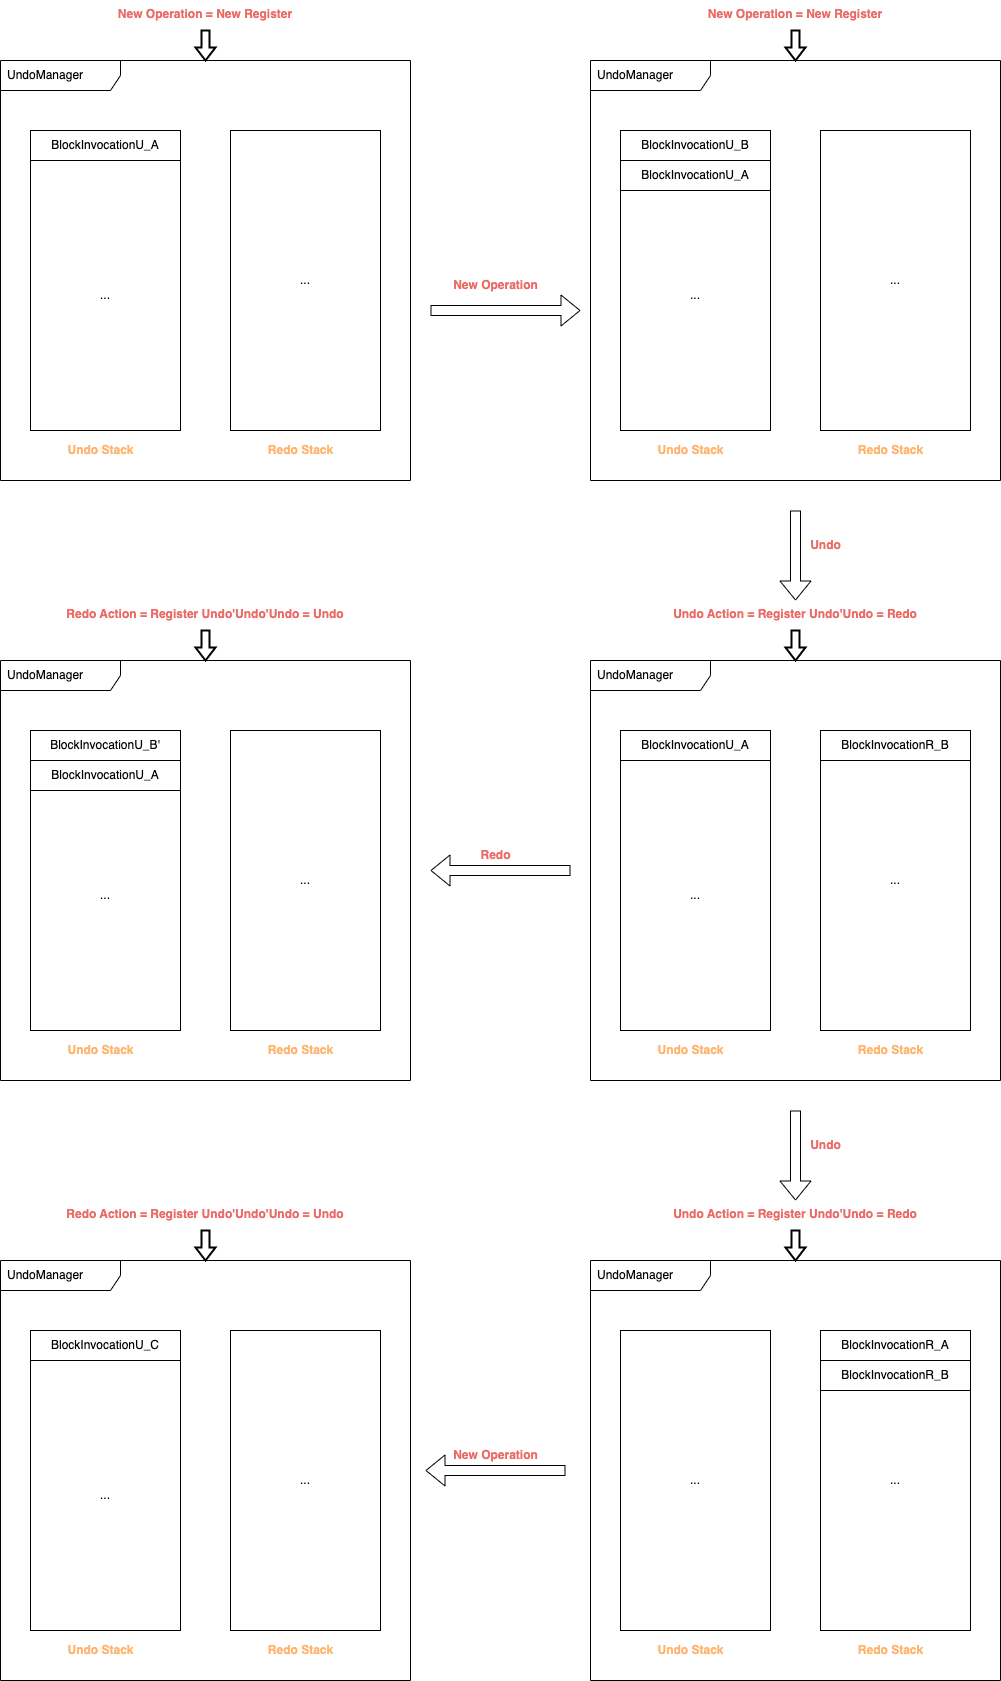 New Operation = New Register
New Operation = New Register
UndoManager
BlockInvocationU_A
...
...
Undo Stack
Redo Stack
New Operation
UndoManager
BlockInvocationU_B
BlockInvocationU_A
...
...
Undo Stack
Redo Stack
Undo
Redo Action = Register Undo'Undo'Undo = Undo
Undo Action = Register Undo'Undo = Redo
UndoManager
BlockInvocationU_B'
BlockInvocationU_A
...
...
Undo Stack
Redo Stack
Redo
UndoManager
BlockInvocationU_A
BlockInvocationR_B
...
...
Undo Stack
Redo Stack
Undo
Redo Action = Register Undo'Undo'Undo = Undo
Undo Action = Register Undo'Undo = Redo
UndoManager
BlockInvocationU_C
...
...
Undo Stack
Redo Stack
New Operation
UndoManager
BlockInvocationR_A
BlockInvocationR_B
...
...
Undo Stack
Redo Stack